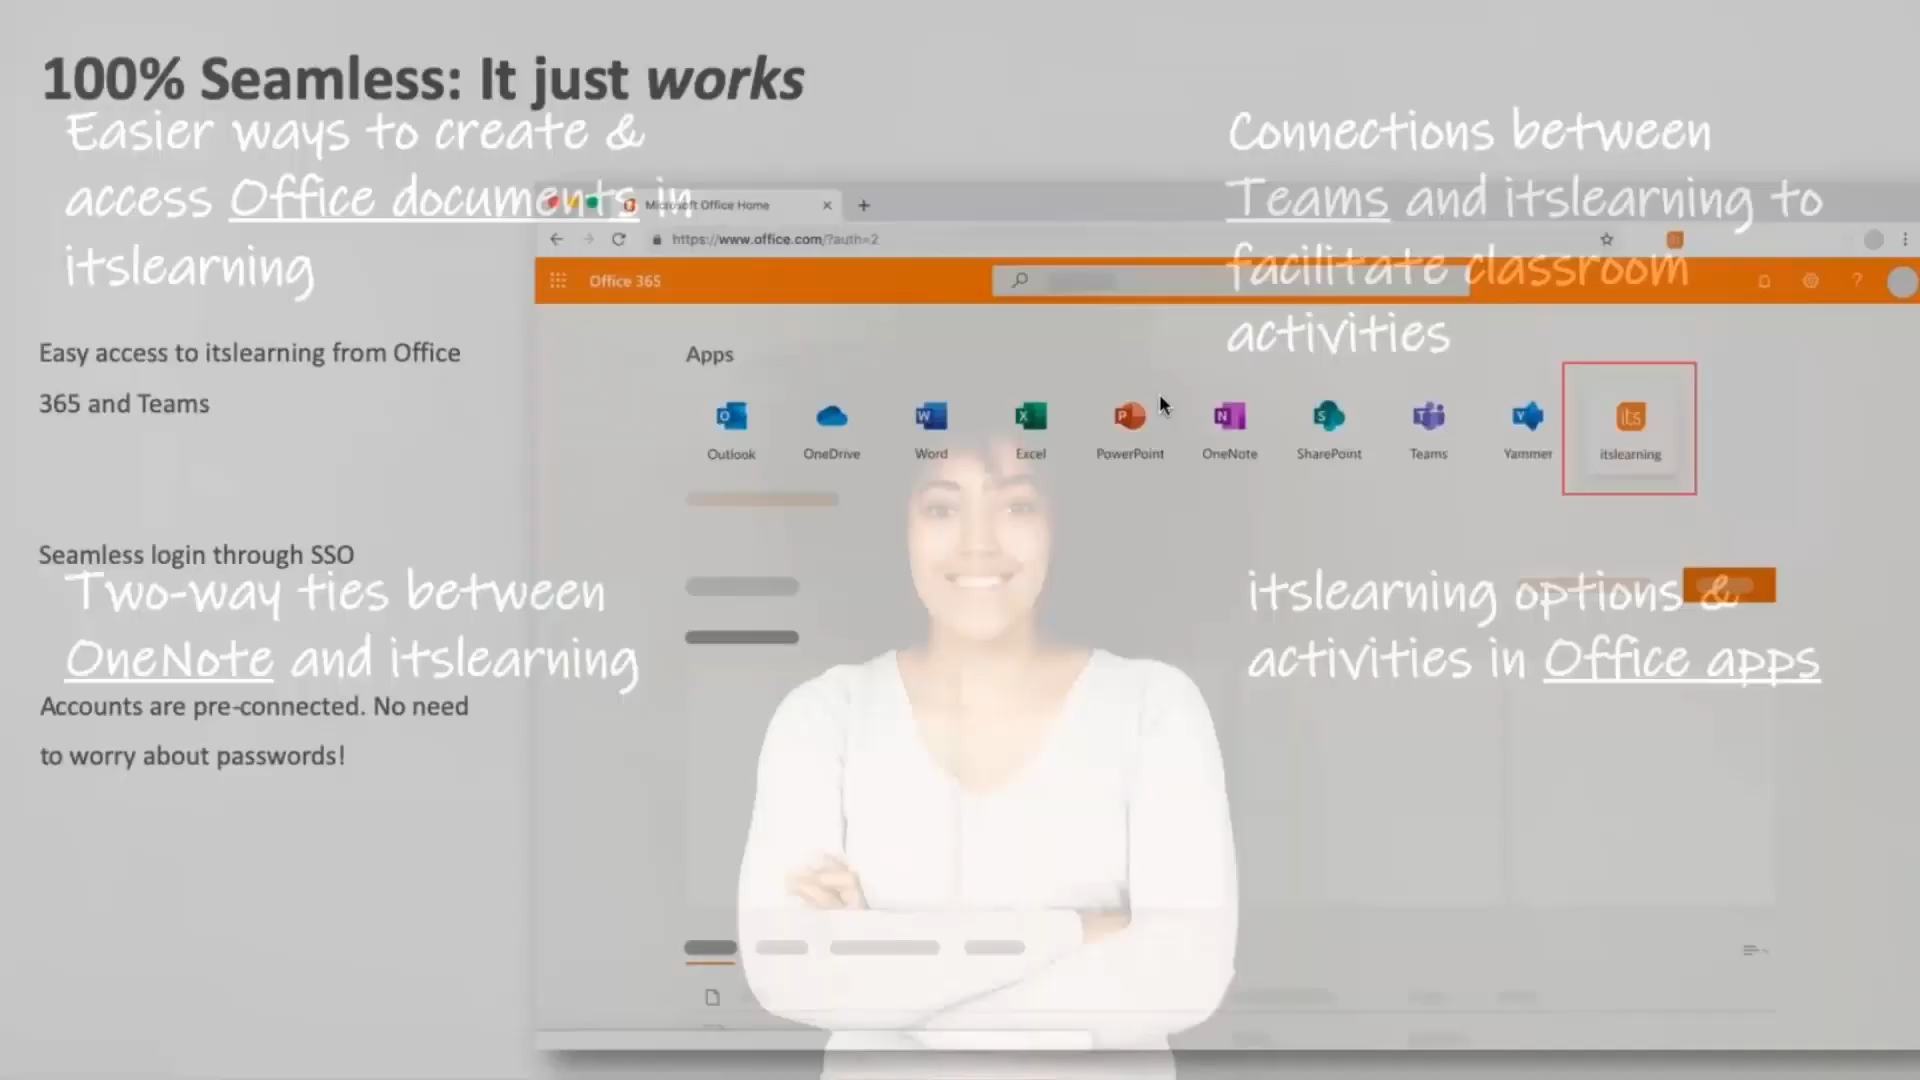 100% Seamless: It just works
Easier ways to create &
access Office documents in
itslearning
Connections between
Teams and itslearning to
facilitate classroom
activities
Microsoft Office Home
https://www.office.com/?auth=2
Office 365
Easy access to itslearning from Office
365 and Teams
Apps
Outlook
OneDrive
Word
Excel
PowerPoint
OneNote
SharePoint
Teams
Yammer
its
itslearning
Seamless login through SSO
Two-way ties between
OneNote and itslearning
itslearning options &
activities in Office apps
Accounts are pre-connected. No need
to worry about passwords!